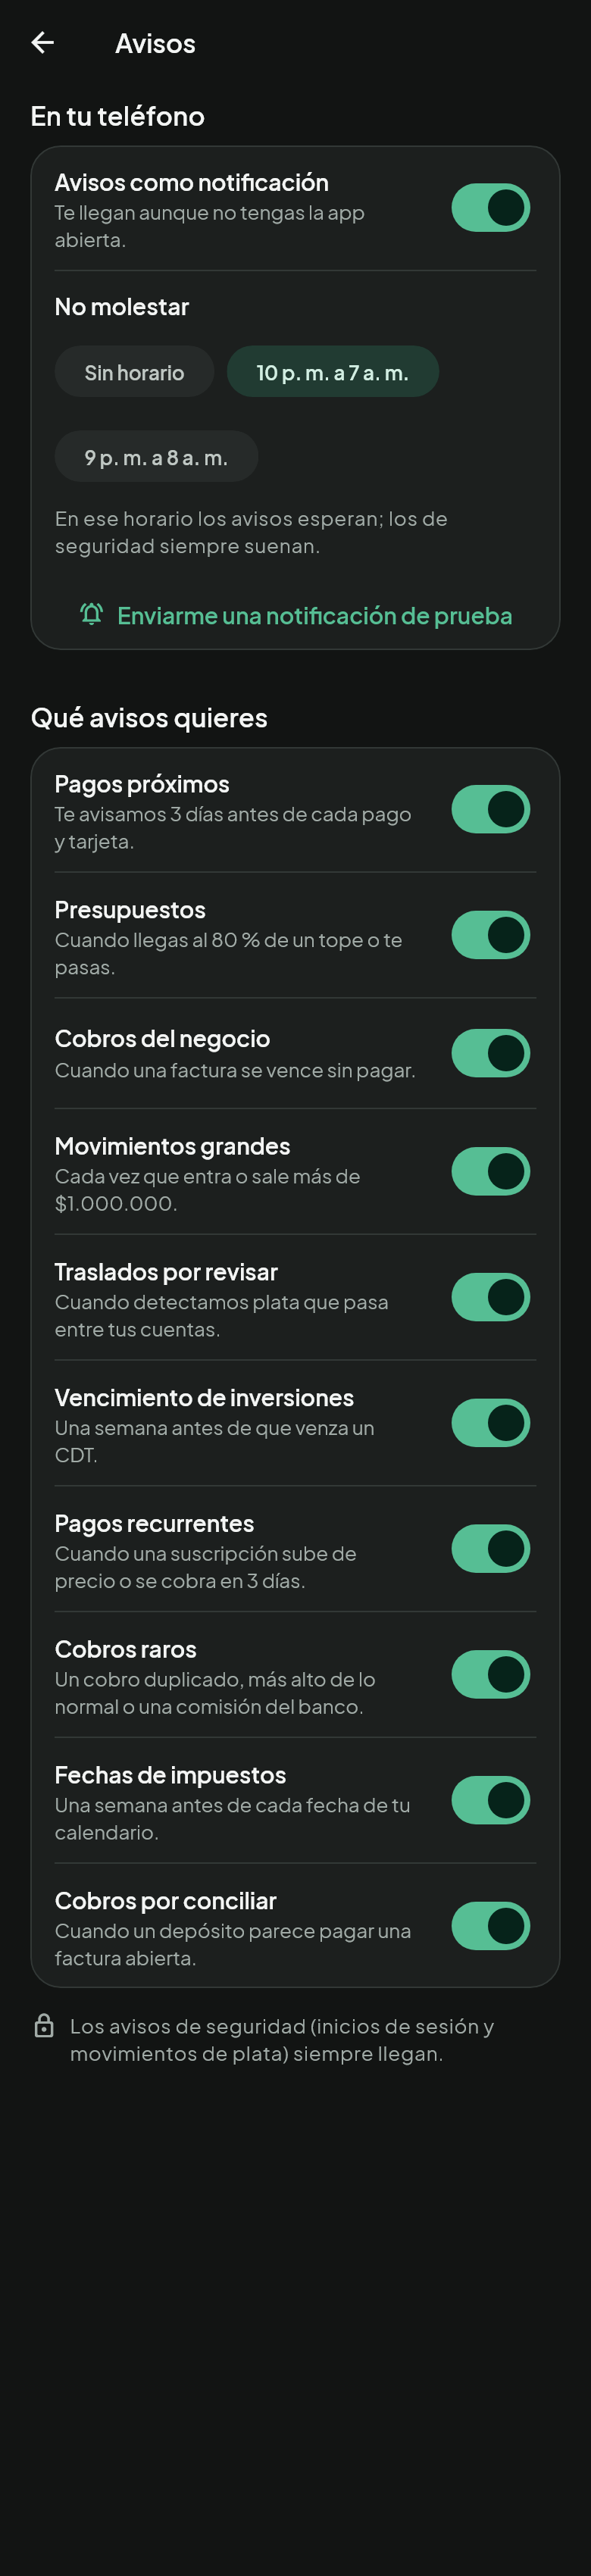 Avisos
En tu teléfono
Avisos como notificación
Te llegan aunque no tengas la app
abierta.
No molestar
Sin horario
10 p. m. a 7 a. m.
9 p. m. a 8 a. m.
En ese horario los avisos esperan; los de
seguridad siempre suenan.
Enviarme una notificación de prueba
Qué avisos quieres
Pagos próximos
Te avisamos 3 días antes de cada pago
y tarjeta.
Presupuestos
Cuando llegas al 80 % de un tope o te
pasas.
Cobros del negocio
Cuando una factura se vence sin pagar.
Movimientos grandes
Cada vez que entra o sale más de
$1.000.000.
Traslados por revisar
Cuando detectamos plata que pasa
entre tus cuentas.
Vencimiento de inversiones
Una semana antes de que venza un
CDT.
Pagos recurrentes
Cuando una suscripción sube de
precio o se cobra en 3 días.
Cobros raros
Un cobro duplicado, más alto de lo
normal o una comisión del banco.
Fechas de impuestos
Una semana antes de cada fecha de tu
calendario.
Cobros por conciliar
Cuando un depósito parece pagar una
factura abierta.
Los avisos de seguridad (inicios de sesión y
movimientos de plata) siempre llegan.